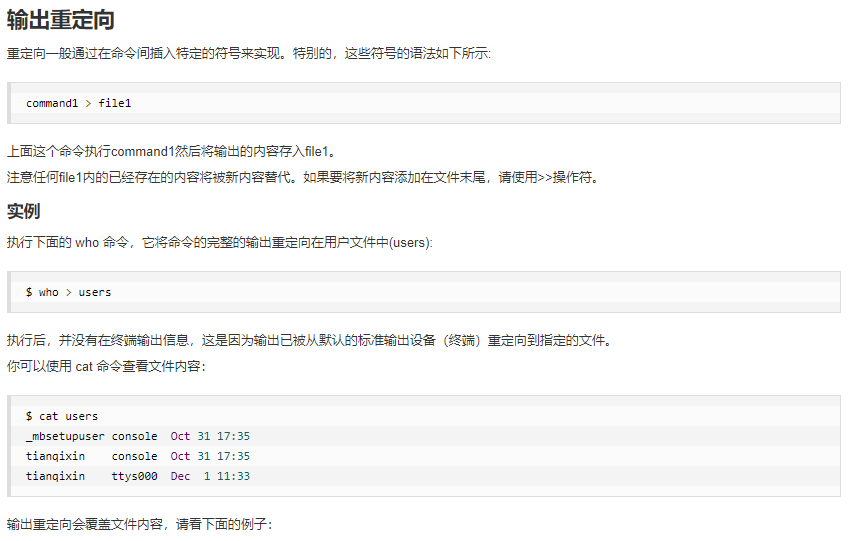 输出重定向
重定向一般通过在命令间插入特定的符号来实现。特别的，这些符号的语法如下所示:
command1 > file1
上面这个命令执行command1然后将输出的内容存入file1。
注意任何file1内的已经存在的内容将被新内容替代。如果要将新内容添加在文件末尾，请使用>>操作符。
实例
执行下面的 who 命令，它将命令的完整的输出重定向在用户文件中(users):
$ who > users
执行后，并没有在终端输出信息，这是因为输出已被从默认的标准输出设备（终端）重定向到指定的文件。
你可以使用 cat 命令查看文件内容：
$ cat users
_mbsetupuser console  Oct 31 17:35
tianqixin    console  Oct 31 17:35
tianqixin    ttys000  Dec  1 11:33
输出重定向会覆盖文件内容，请看下面的例子：